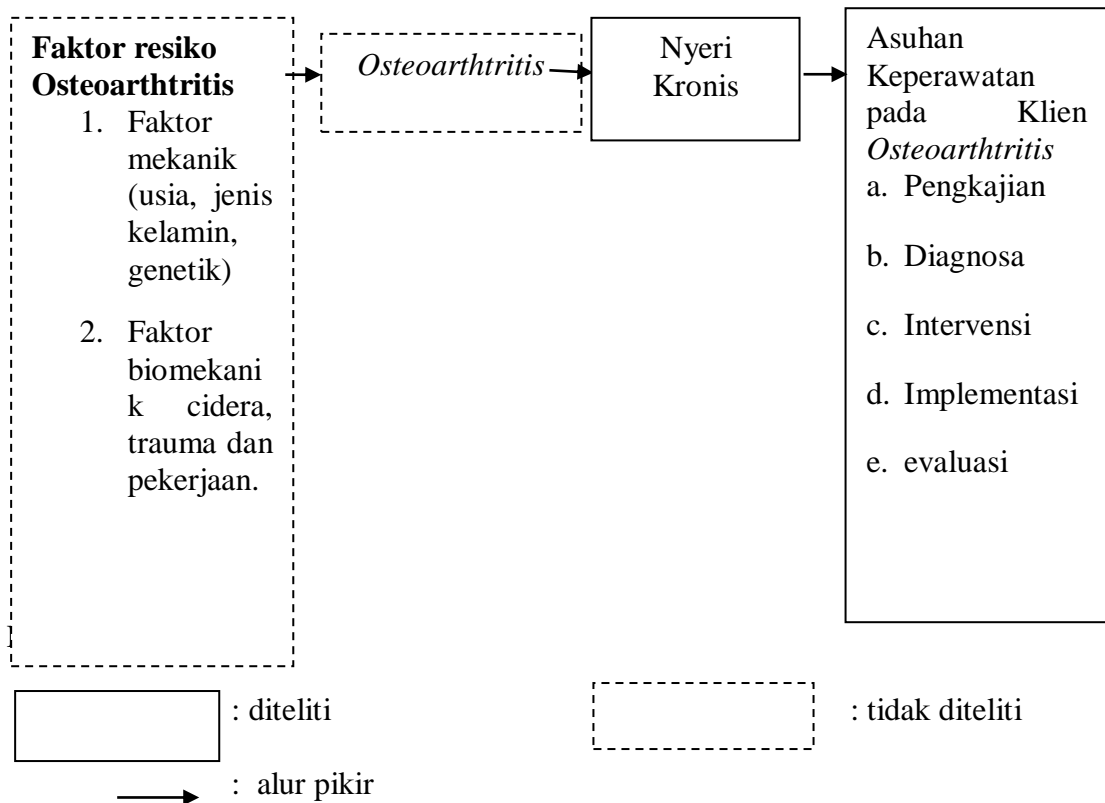 Faktor resiko
Osteoarthtritis
1. Faktor
mekanik
(usia, jenis
kelamin,
genetik)
2. Faktor
biomekani
k cidera,
trauma dan
pekerjaan.
Osteoarthtritis
Nyeri
Kronis
Asuhan
Keperawatan
pada Klien
Osteoarthtritis
a. Pengkajian
b. Diagnosa
c. Intervensi
d. Implementasi
e. evaluasi
: diteliti
: tidak diteliti
: alur pikir